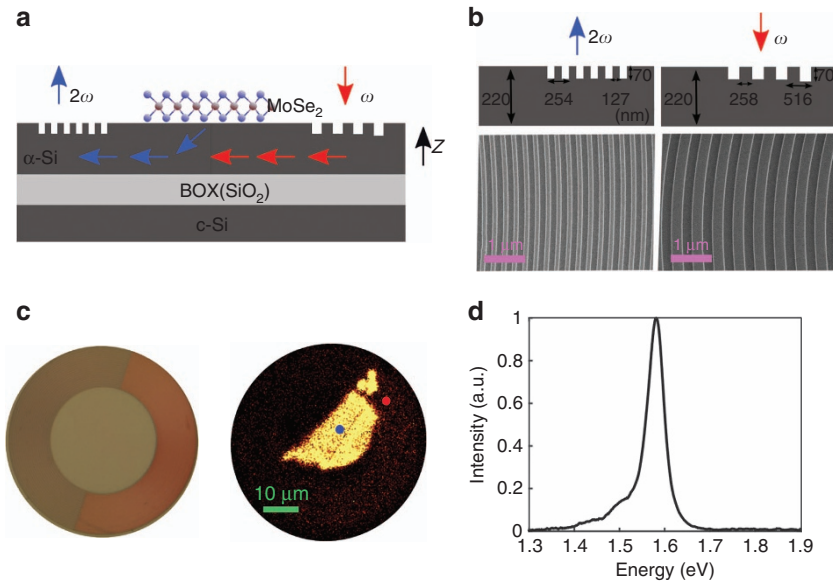 a
2ω
MoSe₂
ω
α-Si
Z
BOX(SiO₂)
c-Si
b
2ω
ω
70
70
220
254
127
220
258
516
(nm)
1 μm
1 μm
c
10 μm
d
Intensity (a.u.)
1
0.8
0.6
0.4
0.2
0
1.3 1.4 1.5 1.6 1.7 1.8 1.9
Energy (eV)